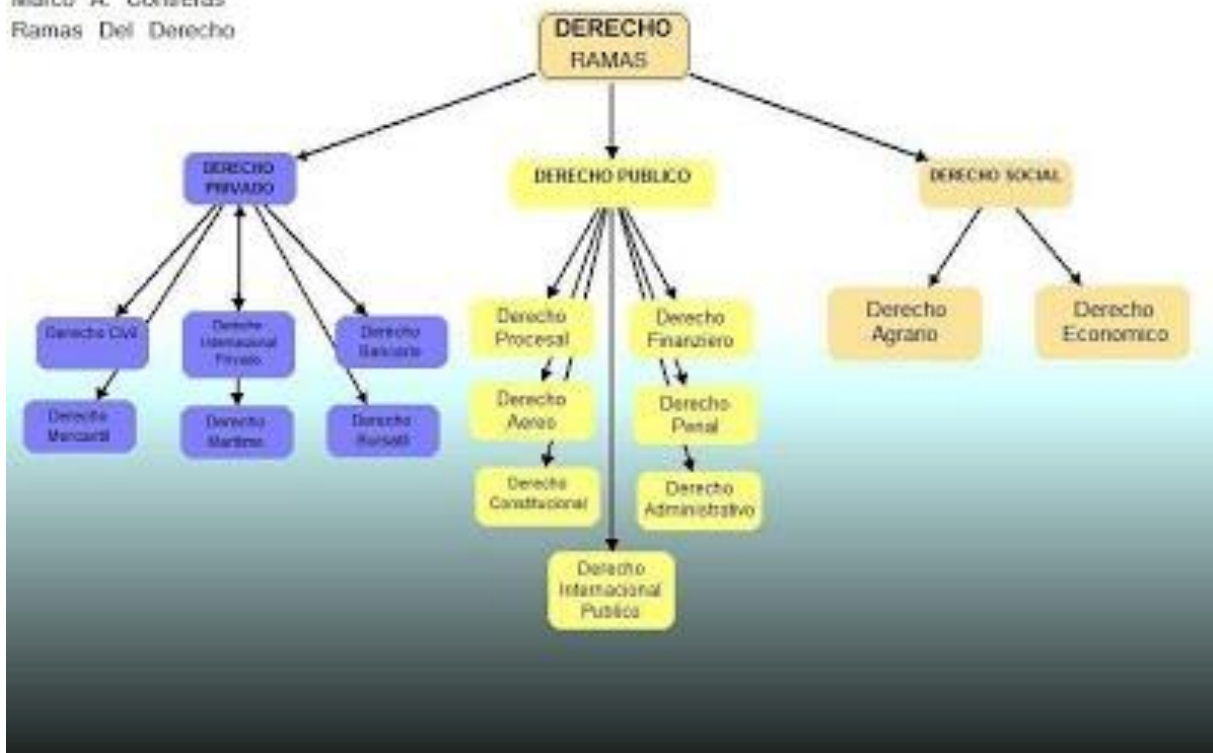 Marco A. Contreras
Ramas Del Derecho
DERECHO
RAMAS
DERECHO
PRIVADO
DERECHO PUBLICO
DERECHO SOCIAL
Derecho Civil
Derecho
Internacional
Privado
Derecho
Bancario
Derecho
Mercantil
Derecho
Maritimo
Derecho
Bursatil
Derecho
Procesal
Derecho
Finanziero
Derecho
Aereo
Derecho
Penal
Derecho
Constitucional
Derecho
Administrativo
Derecho
Internacional
Publico
Derecho
Agrario
Derecho
Economico